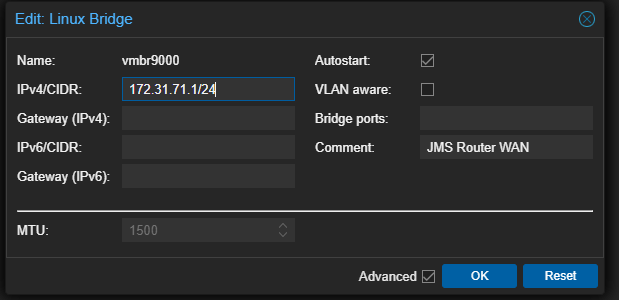 Edit: Linux Bridge
Name: vmbr9000 Autostart:
IPv4/CIDR: 172.31.71.1/24 VLAN aware:
Gateway (IPv4): Bridge ports:
IPv6/CIDR: Comment: JMS Router WAN
Gateway (IPv6):
MTU: 1500
Advanced OK Reset